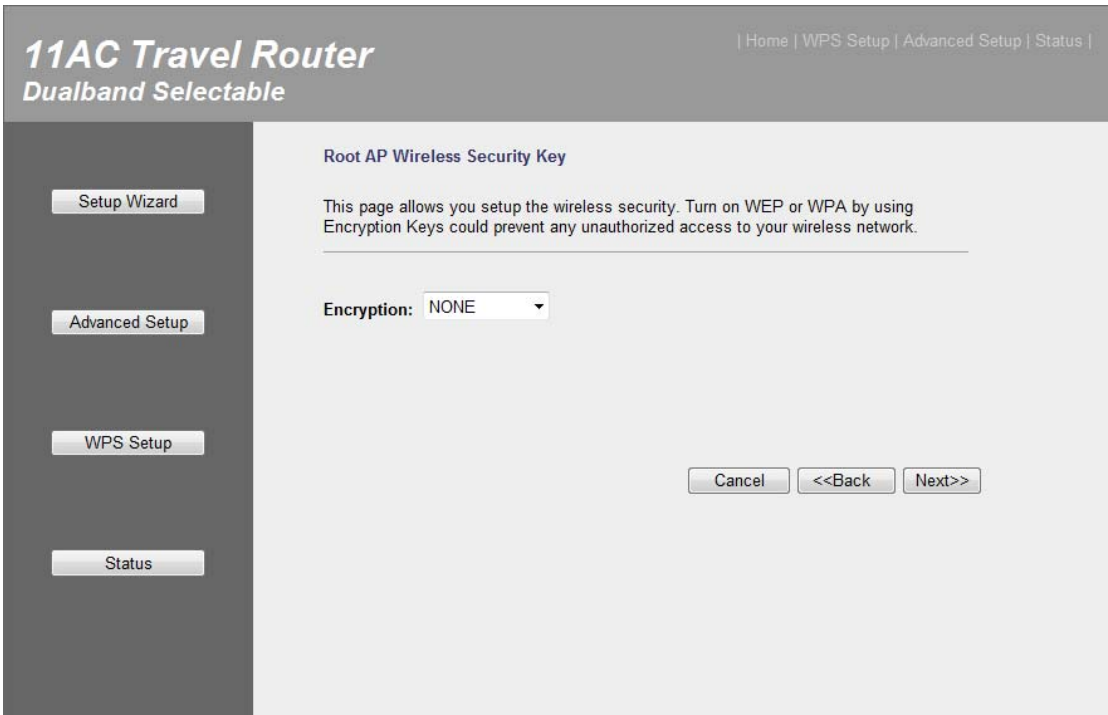 11AC Travel Router
Dualband Selectable
| Home | WPS Setup | Advanced Setup | Status |
Setup Wizard
Advanced Setup
WPS Setup
Status
Root AP Wireless Security Key
This page allows you setup the wireless security. Turn on WEP or WPA by using
Encryption Keys could prevent any unauthorized access to your wireless network.
Encryption: NONE
Cancel <<Back Next>>